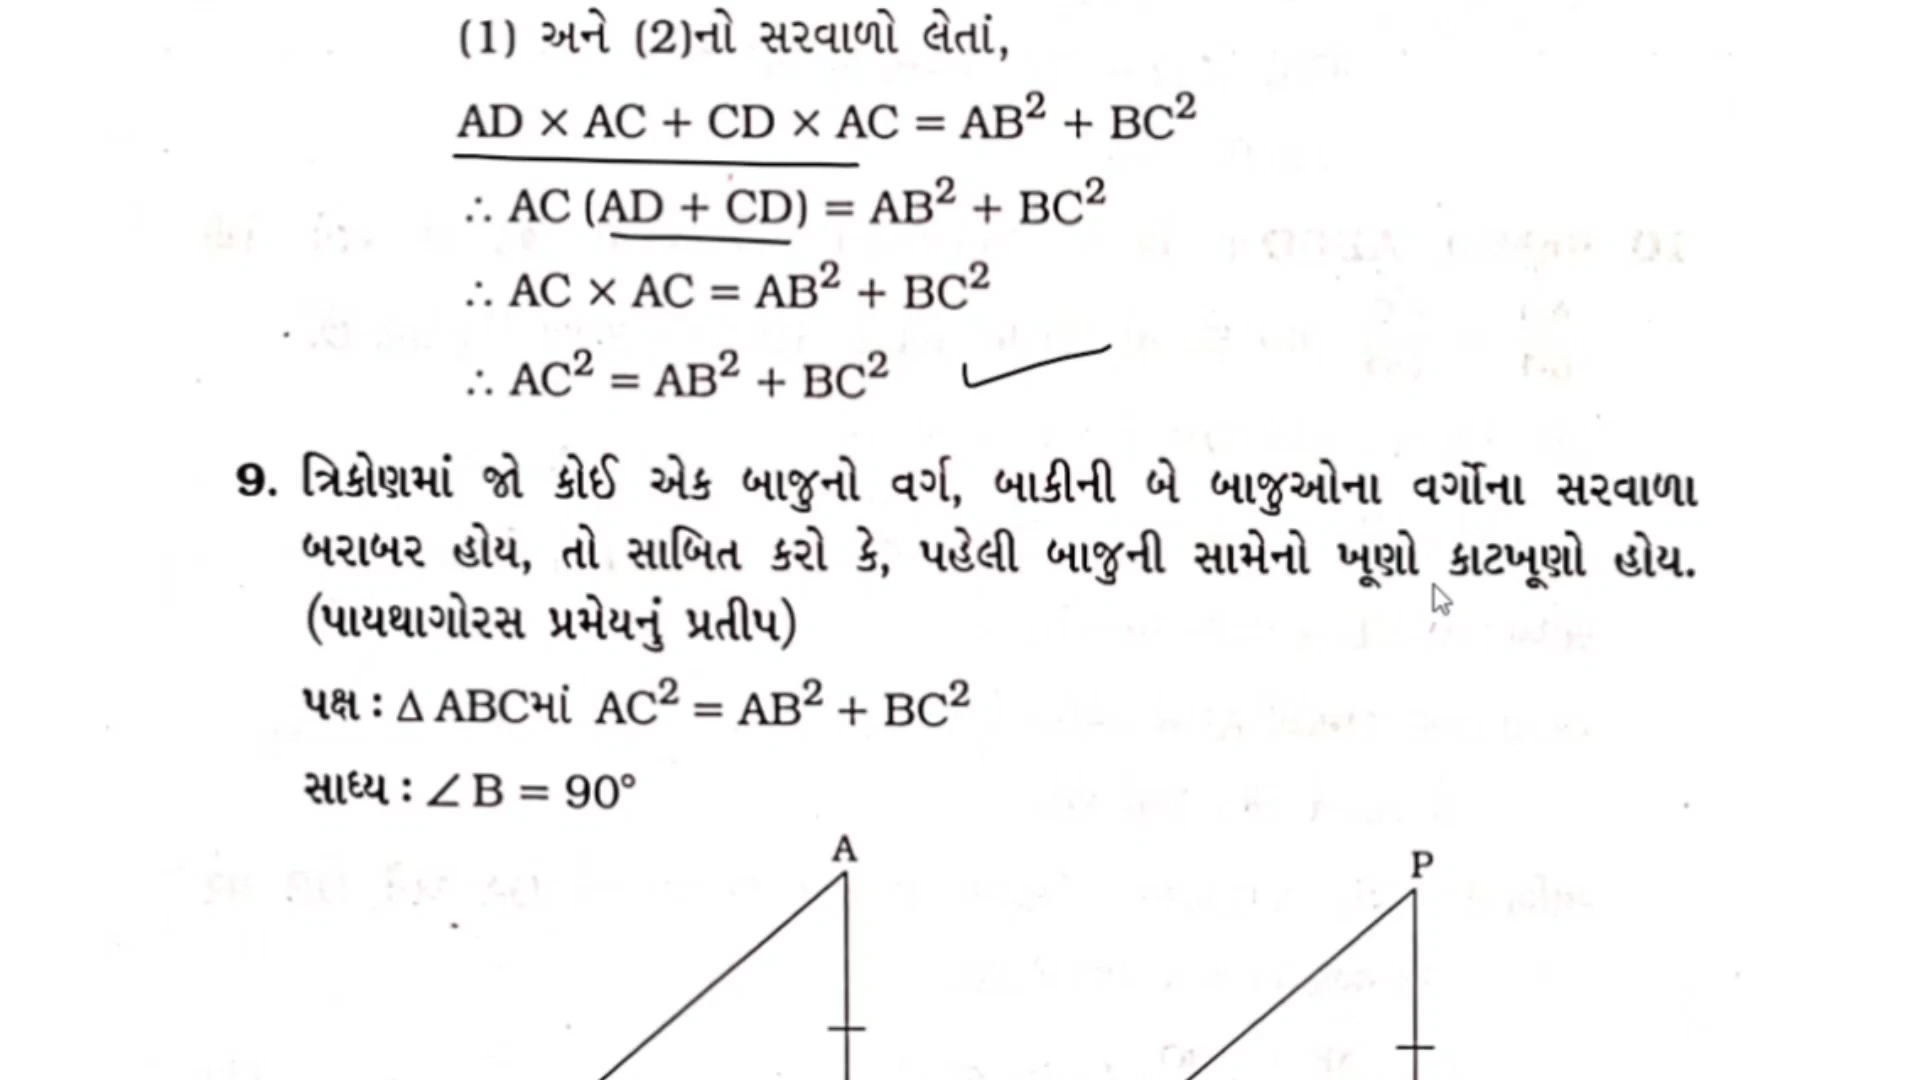 (1) અને (2)નો સરવાળો લેતાં,
AD × AC + CD × AC = AB² + BC²
∴ AC (AD + CD) = AB² + BC²
∴ AC × AC = AB² + BC²
∴ AC² = AB² + BC²
9. ત્રિકોણમાં જો કોઈ એક બાજુનો વર્ગ, બાકીની બે બાજુઓના વર્ગોના સરવાળા
બરાબર હોય, તો સાબિત કરો કે, પહેલી બાજુની સામેનો ખૂણો કાટખૂણો હોય.
(પાયથાગોરસ પ્રમેયનું પ્રતીપ)
પક્ષ : Δ ABCમાં AC² = AB² + BC²
સાધ્ય : ∠B = 90°
A
P